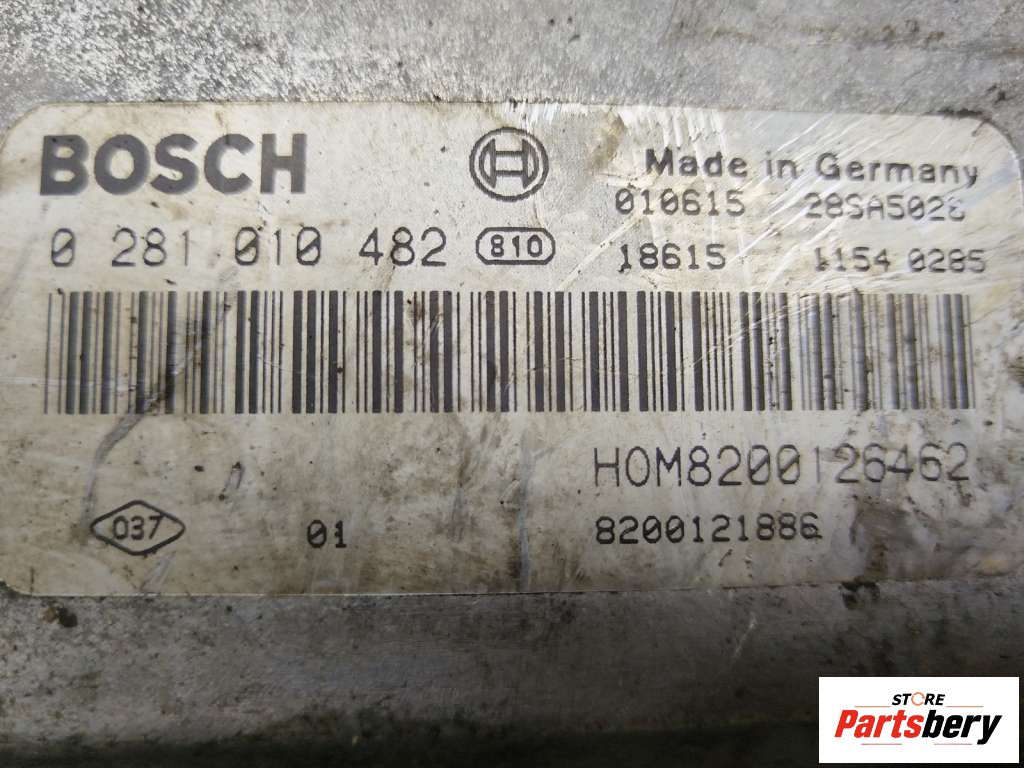 BOSCH
Made in Germany
010615 28SA5028
0 281 010 482 810
18615 1154 0285
HOM8200126462
037 01 8200121886
STORE
Partsbery